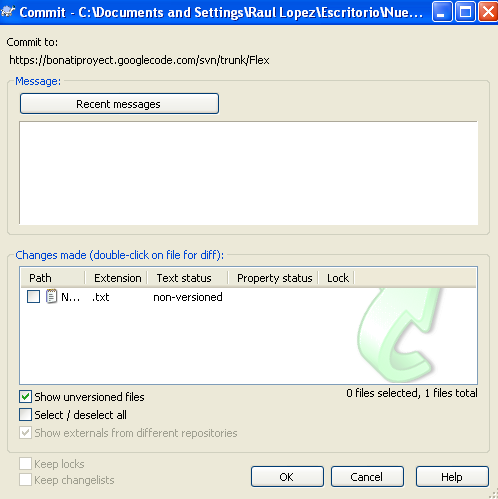 Commit - C:\Documents and Settings\Raul Lopez\Escritorio\Nue...
Commit to:
https://bonatiproyect.googlecode.com/svn/trunk/Flex
Message:
Recent messages
Changes made (double-click on file for diff):
Path Extension Text status Property status Lock
N... .txt non-versioned
Show unversioned files
0 files selected, 1 files total
Select / deselect all
Show externals from different repositories
Keep locks
Keep changelists
OK Cancel Help